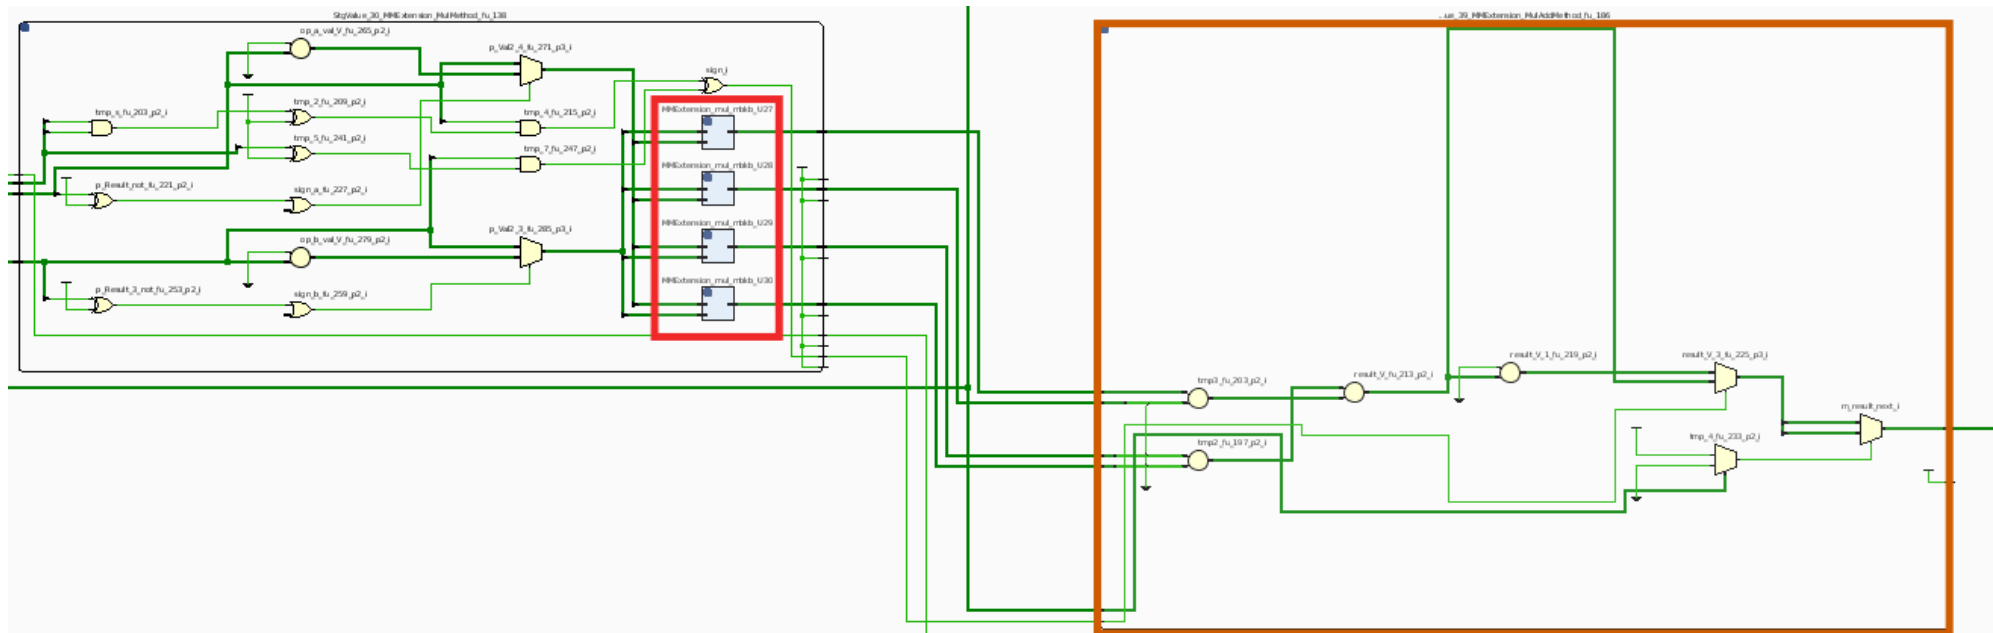 StgValue_30_MMExtension_MulMethod_fu_138
op_a_val_V_fu_265_p2_i
p_Val2_4_fu_271_p3_i
sign_i
tmp_s_fu_203_p2_i
tmp_2_fu_209_p2_i
tmp_4_fu_215_p2_i
MMExtension_mul_mbkb_U27
tmp_5_fu_241_p2_i
tmp_7_fu_247_p2_i
MMExtension_mul_mbkb_U28
p_Result_not_fu_221_p2_i
sign_a_fu_227_p2_i
MMExtension_mul_mbkb_U29
op_b_val_V_fu_279_p2_i
p_Val2_3_fu_285_p3_i
MMExtension_mul_mbkb_U30
p_Result_3_not_fu_253_p2_i
sign_b_fu_259_p2_i
...ue_39_MMExtension_MulAddMethod_fu_186
tmp3_fu_203_p2_i
result_V_fu_213_p2_i
result_V_1_fu_219_p2_i
result_V_3_fu_225_p3_i
m_result_next_i
tmp2_fu_197_p2_i
tmp_4_fu_233_p2_i